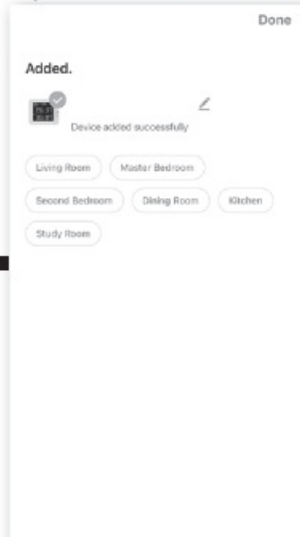 Done
Added.
Device added successfully
Living Room Master Bedroom
Second Bedroom Dining Room Kitchen
Study Room